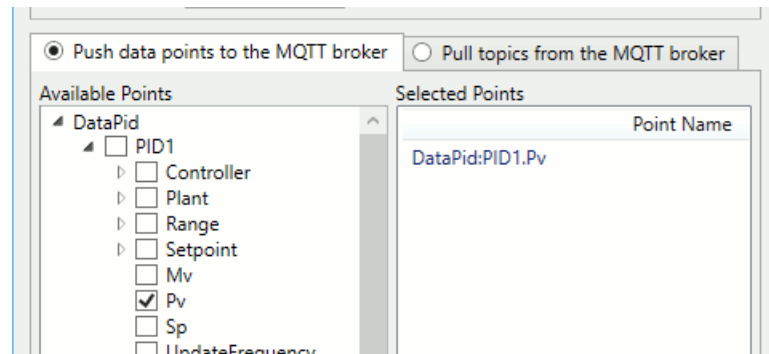 Push data points to the MQTT broker
Pull topics from the MQTT broker
Available Points
Selected Points
DataPid
PID1
Controller
Plant
Range
Setpoint
Mv
Pv
Sp
UpdateFrequency
Point Name
DataPid:PID1.Pv